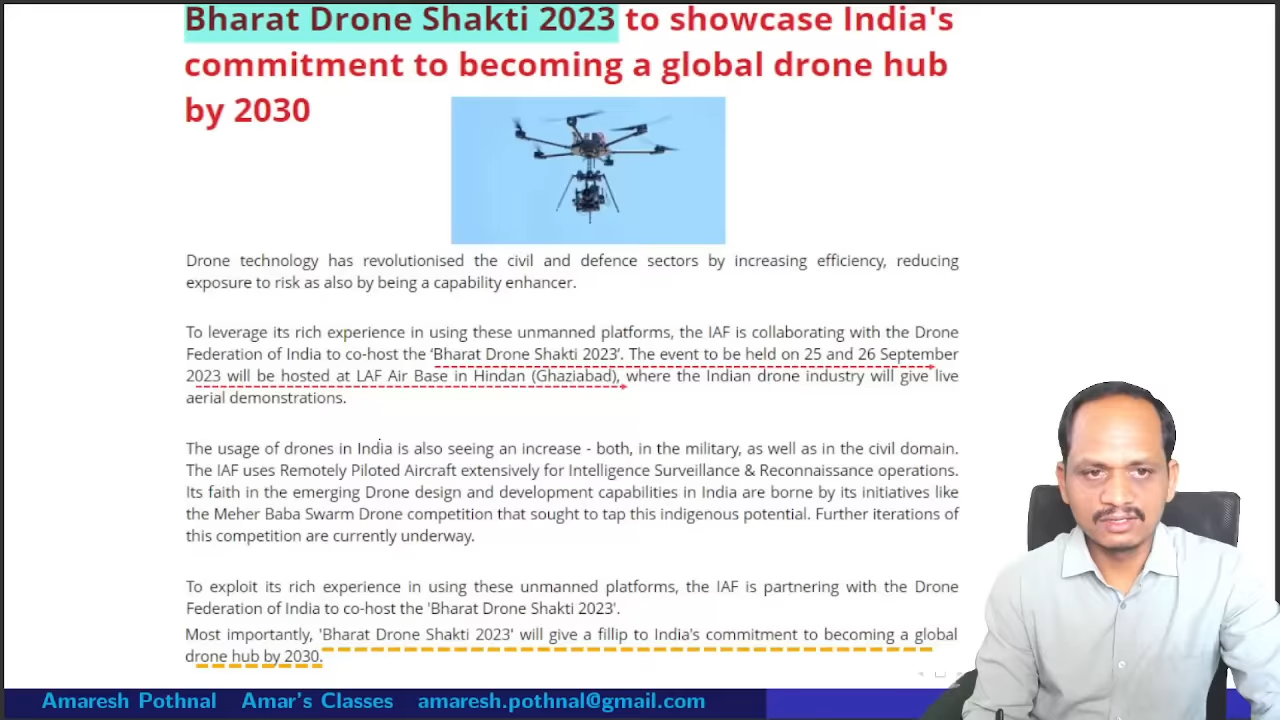 Bharat Drone Shakti 2023 to showcase India's
commitment to becoming a global drone hub
by 2030
Drone technology has revolutionised the civil and defence sectors by increasing efficiency, reducing
exposure to risk as also by being a capability enhancer.
To leverage its rich experience in using these unmanned platforms, the IAF is collaborating with the Drone
Federation of India to co-host the ‘Bharat Drone Shakti 2023’. The event to be held on 25 and 26 September
2023 will be hosted at LAF Air Base in Hindan (Ghaziabad), where the Indian drone industry will give live
aerial demonstrations.
The usage of drones in India is also seeing an increase - both, in the military, as well as in the civil domain.
The IAF uses Remotely Piloted Aircraft extensively for Intelligence Surveillance & Reconnaissance operations.
Its faith in the emerging Drone design and development capabilities in India are borne by its initiatives like
the Meher Baba Swarm Drone Competition that sought to tap this indigenous potential. Further iterations of
this competition are currently underway.
To exploit its rich experience in using these unmanned platforms, the IAF is partnering with the Drone
Federation of India to co-host the 'Bharat Drone Shakti 2023'.
Most importantly, 'Bharat Drone Shakti 2023' will give a fillip to India's commitment to becoming a global
drone hub by 2030.
Amaresh Pothnal Amar's Classes amaresh.pothnal@gmail.com